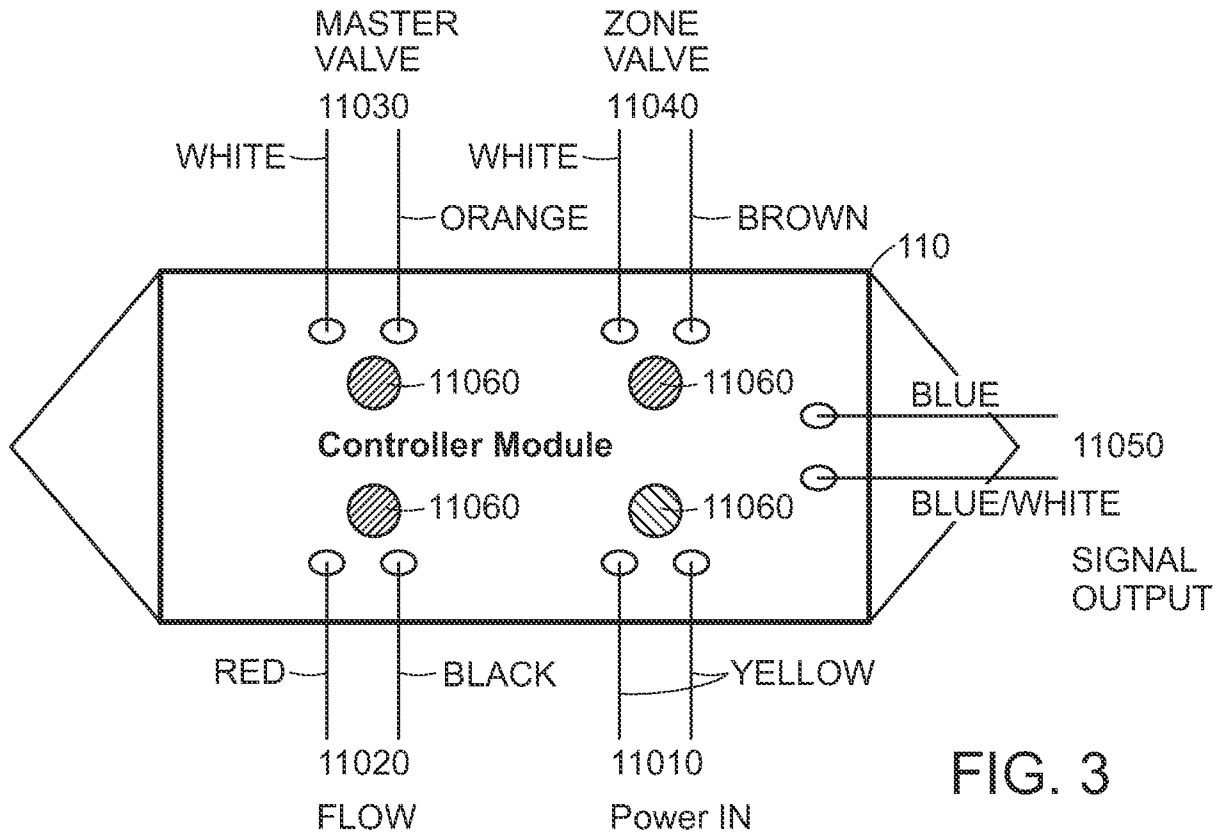 MASTER
VALVE
11030
ZONE
VALVE
11040
WHITE
WHITE
ORANGE
BROWN
110
11060
11060
BLUE
Controller Module
11050
11060
11060
BLUE/WHITE
SIGNAL
OUTPUT
RED
BLACK
YELLOW
11020
FLOW
11010
Power IN
FIG. 3